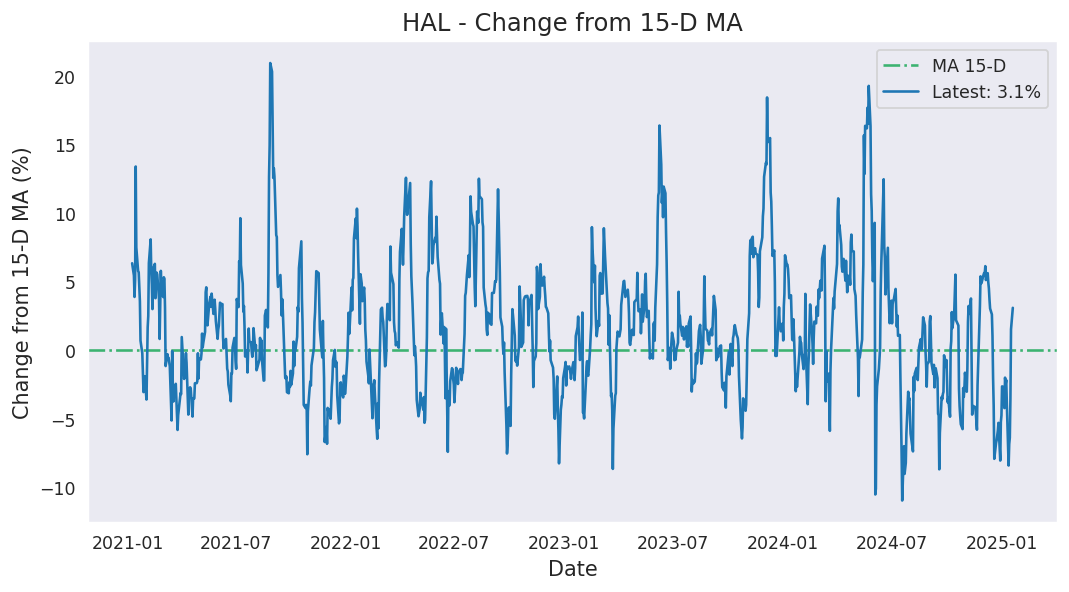 HAL - Change from 15-D MA
MA 15-D
Latest: 3.1%
Change from 15-D MA (%)
20
15
10
5
0
−5
−10
2021-01 2021-07 2022-01 2022-07 2023-01 2023-07 2024-01 2024-07 2025-01
Date